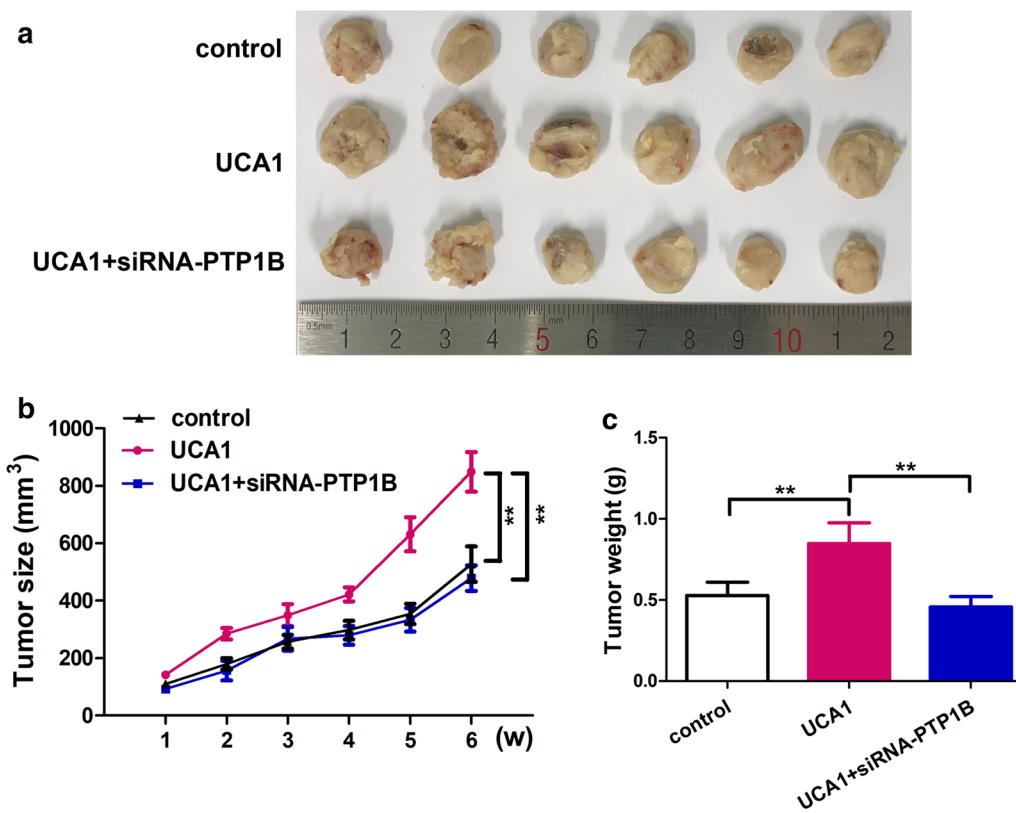 a
control
UCA1
UCA1+siRNA-PTP1B
0.5mm
mm
1 2 3 4 5 6 7 8 9 10 1 2
b
control
UCA1
UCA1+siRNA-PTP1B
Tumor size (mm³)
1000
800
600
400
200
0
1 2 3 4 5 6 (w)
**
**
c
Tumor weight (g)
1.5
1.0
0.5
0.0
**
**
control
UCA1
UCA1+siRNA-PTP1B